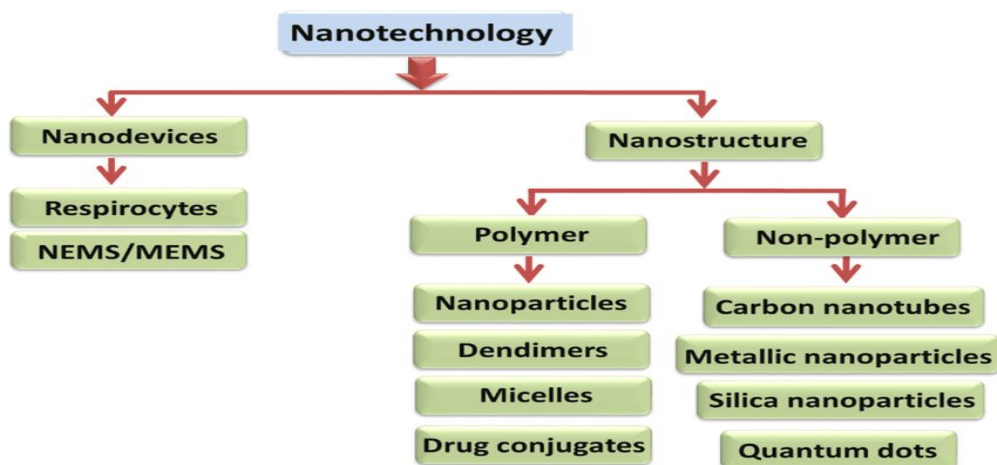 Nanotechnology
Nanodevices
Nanostructure
Respirocytes
NEMS/MEMS
Polymer
Non-polymer
Nanoparticles
Dendimers
Micelles
Drug conjugates
Carbon nanotubes
Metallic nanoparticles
Silica nanoparticles
Quantum dots